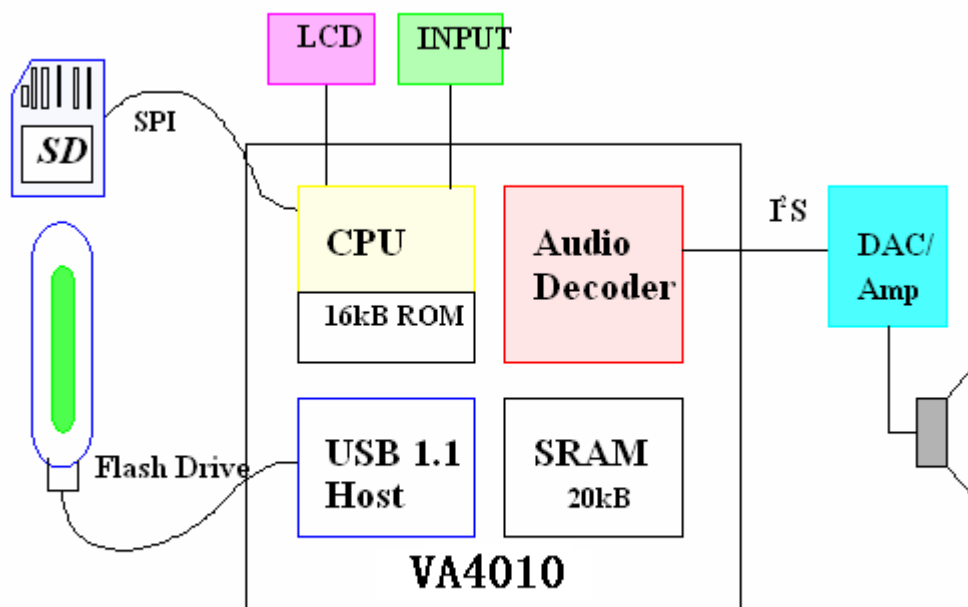 LCD
INPUT
SPI
SD
CPU
16kB ROM
Audio
Decoder
I²S
DAC/
Amp
Flash Drive
USB 1.1
Host
SRAM
20kB
VA4010